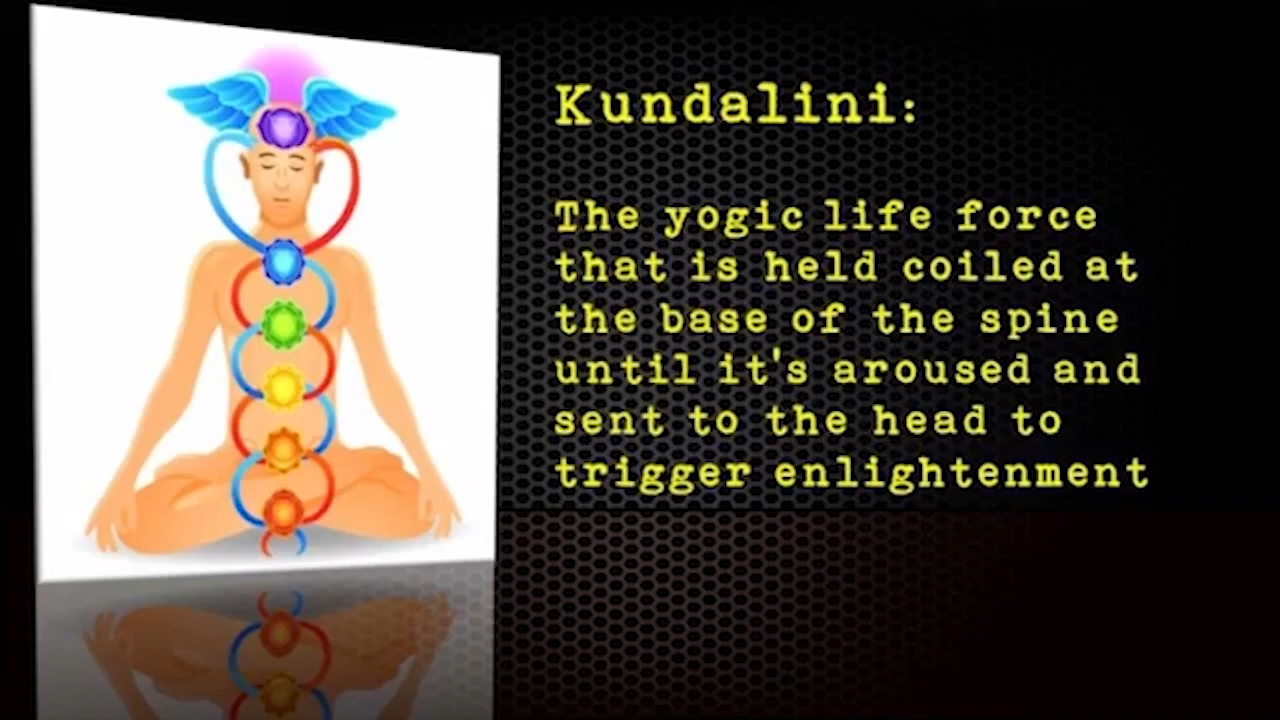 Kundalini:
The yogic life force
that is held coiled at
the base of the spine
until it's aroused and
sent to the head to
trigger enlightenment